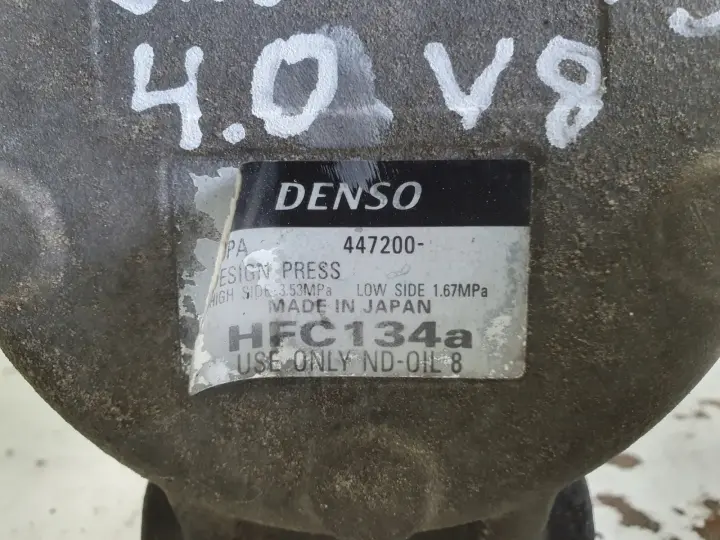 4.0 V8
DENSO
447200-
DESIGN PRESS
HIGH SIDE 3.53MPa LOW SIDE 1.67MPa
MADE IN JAPAN
HFC134a
USE ONLY ND-OIL 8